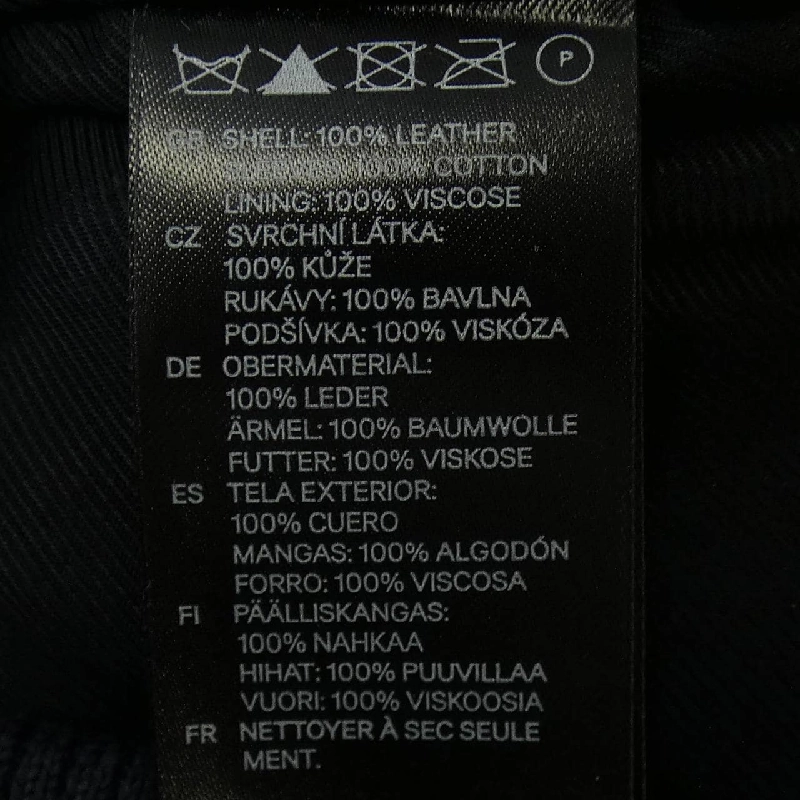 P
GB SHELL: 100% LEATHER
SLEEVES: 100% COTTON
LINING: 100% VISCOSE
CZ SVRCHNÍ LÁTKA:
100% KŮŽE
RUKÁVY: 100% BAVLNA
PODŠÍVKA: 100% VISKÓZA
DE OBERMATERIAL:
100% LEDER
ÄRMEL: 100% BAUMWOLLE
FUTTER: 100% VISKOSE
ES TELA EXTERIOR:
100% CUERO
MANGAS: 100% ALGODÓN
FORRO: 100% VISCOSA
FI PÄÄLLISKANGAS:
100% NAHKAA
HIHAT: 100% PUUVILLAA
VUORI: 100% VISKOOSIA
FR NETTOYER À SEC SEULE
MENT.